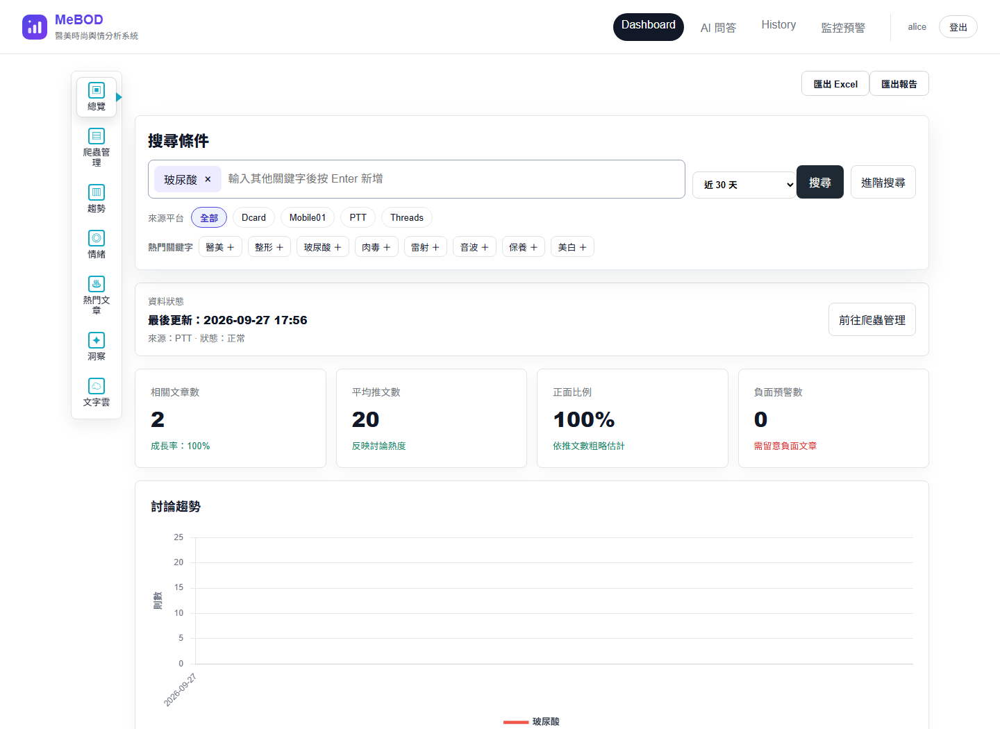 MeBOD
醫美時尚輿情分析系統
Dashboard
AI 問答
History
監控預警
alice
登出
總覽
爬蟲管
理
趨勢
情緒
熱門文
章
洞察
文字雲
匯出 Excel
匯出報告
搜尋條件
玻尿酸 ×
輸入其他關鍵字後按 Enter 新增
近 30 天
搜尋
進階搜尋
來源平台
全部
Dcard
Mobile01
PTT
Threads
熱門關鍵字
醫美 +
整形 +
玻尿酸 +
肉毒 +
雷射 +
音波 +
保養 +
美白 +
資料狀態
最後更新：2026-09-27 17:56
來源：PTT · 狀態：正常
前往爬蟲管理
相關文章數
2
成長率：100%
平均推文數
20
反映討論熱度
正面比例
100%
依推文數粗略估計
負面預警數
0
需留意負面文章
討論趨勢
25
20
15
10
5
0
則數
2026-09-27
玻尿酸